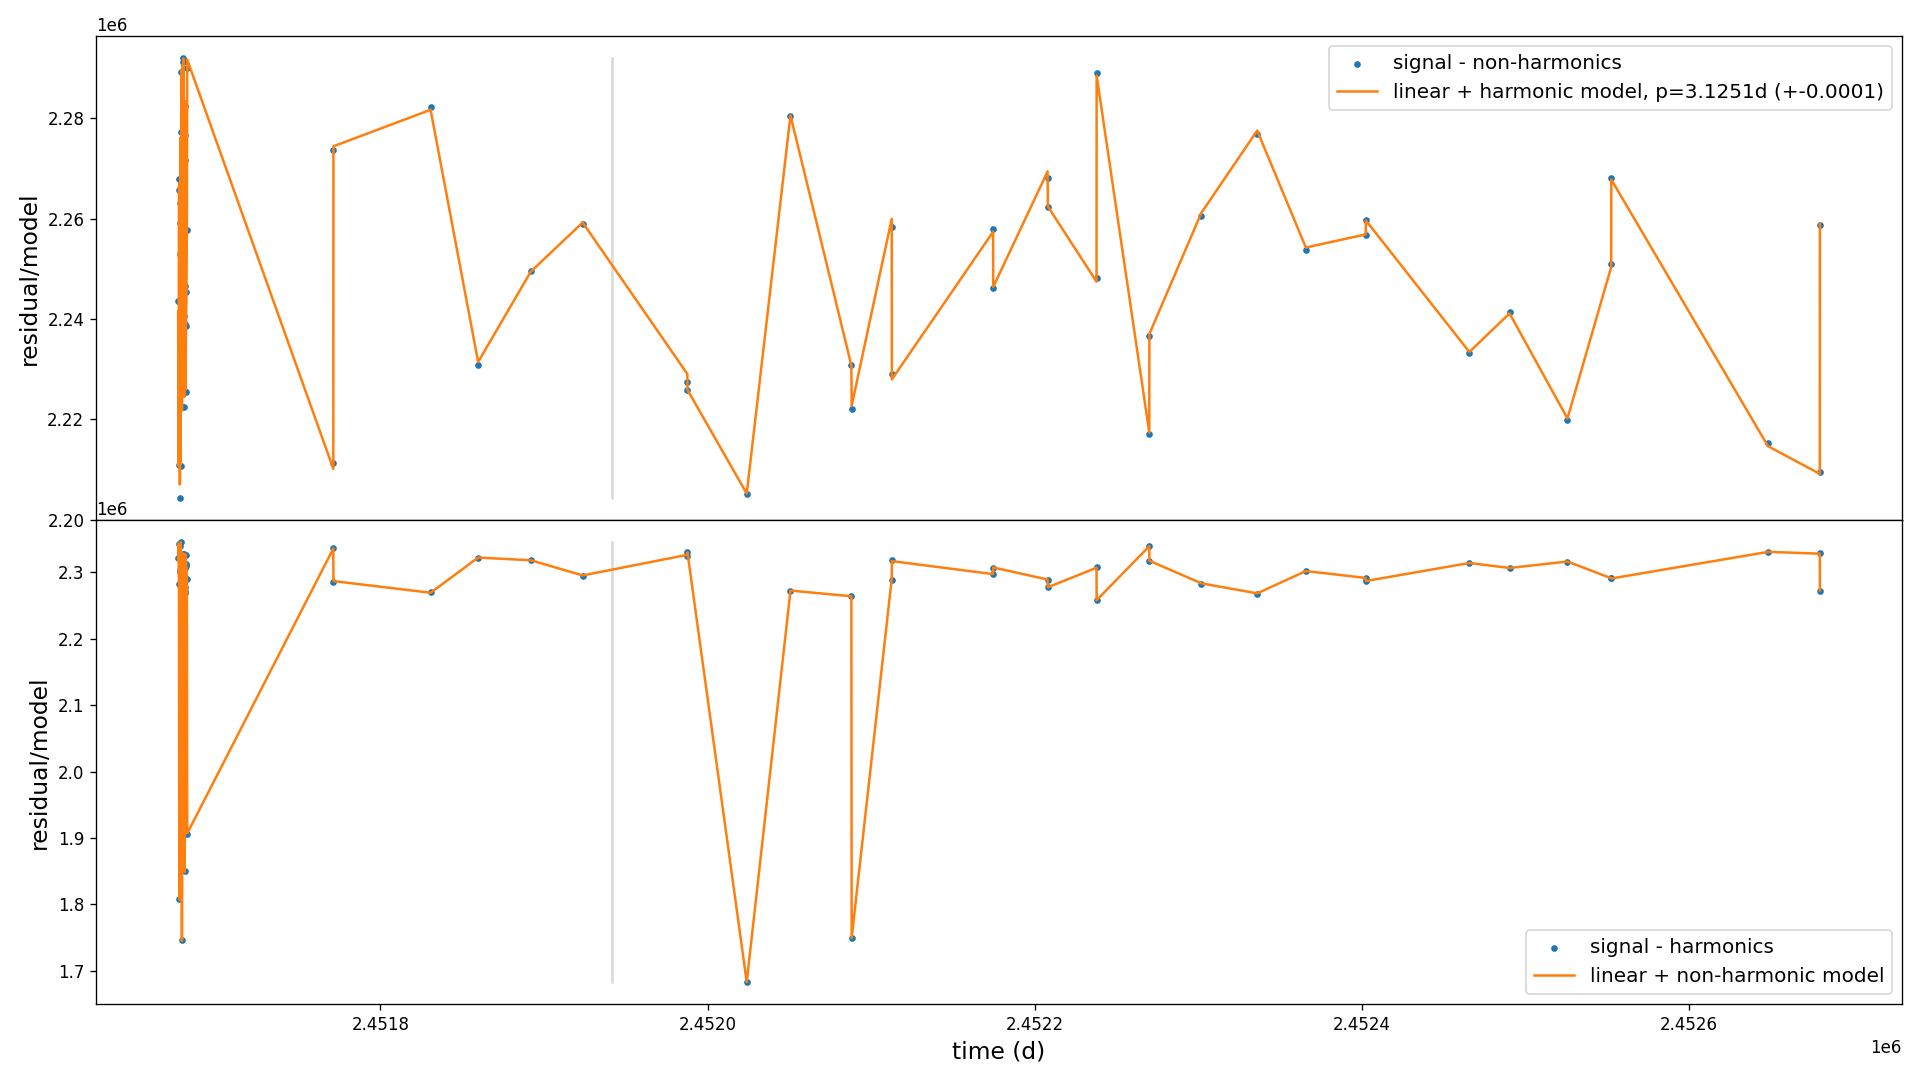 1e6
signal - non-harmonics
linear + harmonic model, p=3.1251d (+-0.0001)
2.28
2.26
2.24
2.22
2.20
residual/model
1e6
2.3
2.2
2.1
2.0
1.9
1.8
1.7
residual/model
signal - harmonics
linear + non-harmonic model
2.4518
2.4520
2.4522
2.4524
2.4526
time (d)
1e6